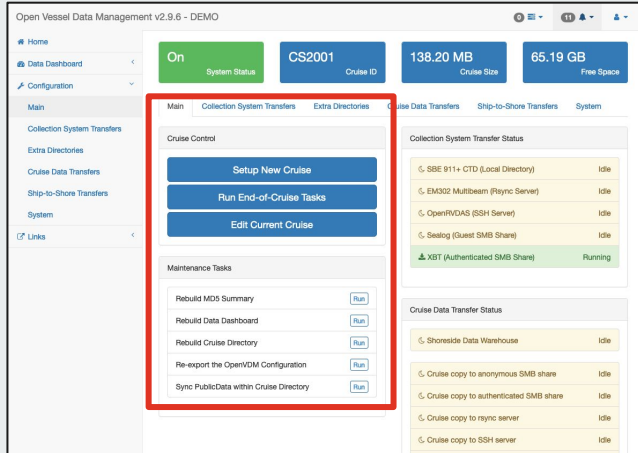 Open Vessel Data Management v2.9.6 - DEMO
0
11
Home
Data Dashboard
Configuration
Main
Collection System Transfers
Extra Directories
Cruise Data Transfers
Ship-to-Shore Transfers
System
Links
On
System Status
CS2001
Cruise ID
138.20 MB
Cruise Size
65.19 GB
Free Space
Main Collection System Transfers Extra Directories Cruise Data Transfers Ship-to-Shore Transfers System
Cruise Control
Setup New Cruise
Run End-of-Cruise Tasks
Edit Current Cruise
Maintenance Tasks
Rebuild MD5 Summary Run
Rebuild Data Dashboard Run
Rebuild Cruise Directory Run
Re-export the OpenVDM Configuration Run
Sync PublicData within Cruise Directory Run
Collection System Transfer Status
SBE 911+ CTD (Local Directory) Idle
EM302 Multibeam (Rsync Server) Idle
OpenRVDAS (SSH Server) Idle
Sealog (Guest SMB Share) Idle
XBT (Authenticated SMB Share) Running
Cruise Data Transfer Status
Shoreside Data Warehouse Idle
Cruise copy to anonymous SMB share Idle
Cruise copy to authenticated SMB share Idle
Cruise copy to rsync server Idle
Cruise copy to SSH server Idle